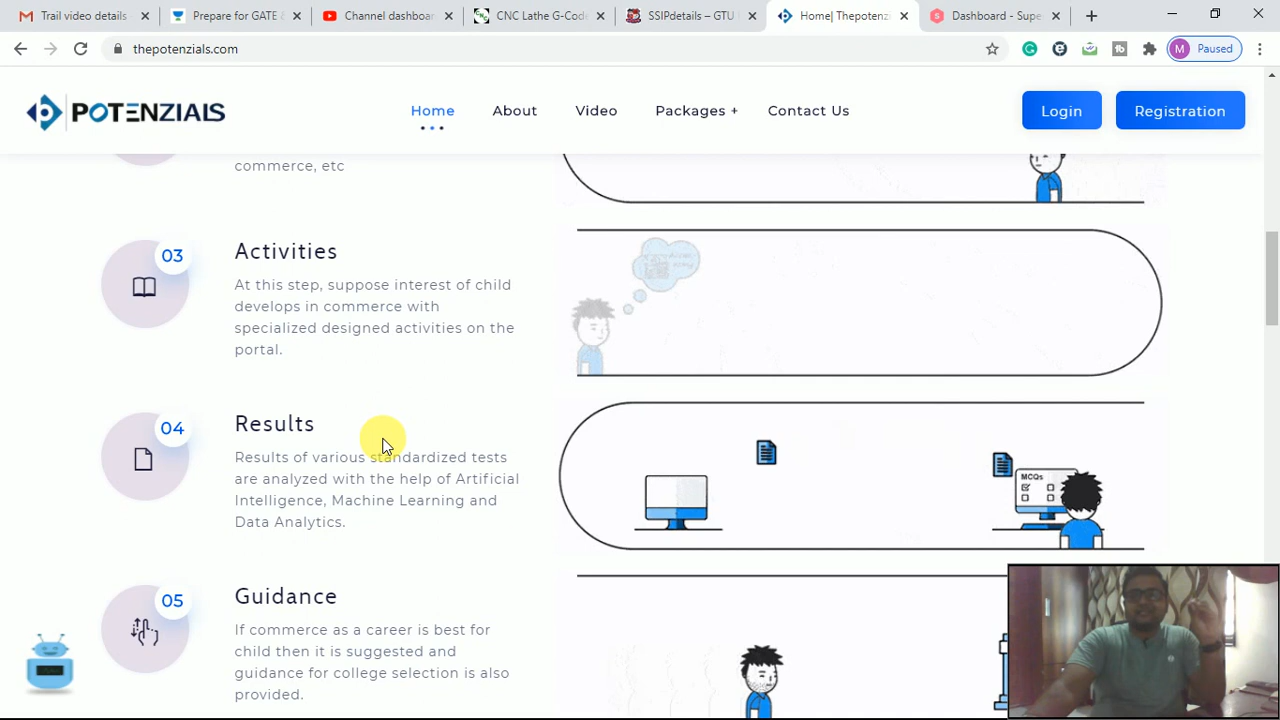 Trail video details -
Prepare for GATE &
Channel dashboar
CNC Lathe G-Cod
SSIPdetails – GTU
Home| Thepotenz
Dashboard - Supe
thepotenzials.com
M Paused
POTENZIALS
Home About Video Packages + Contact Us
Login Registration
commerce, etc
03
Activities
At this step, suppose interest of child
develops in commerce with
specialized designed activities on the
portal.
04
Results
Results of various standardized tests
are analyzed with the help of Artificial
Intelligence, Machine Learning and
Data Analytics.
MCQs
05
Guidance
If commerce as a career is best for
child then it is suggested and
guidance for college selection is also
provided.